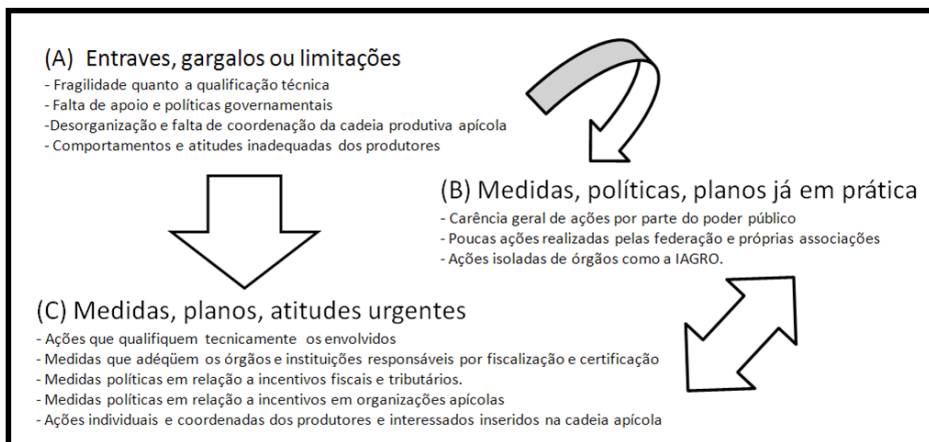 (A) Entraves, gargalos ou limitações
- Fragilidade quanto a qualificação técnica
- Falta de apoio e políticas governamentais
-Desorganização e falta de coordenação da cadeia produtiva apícola
- Comportamentos e atitudes inadequadas dos produtores
(B) Medidas, políticas, planos já em prática
- Carência geral de ações por parte do poder público
- Poucas ações realizadas pelas federação e próprias associações
- Ações isoladas de órgãos como a IAGRO.
(C) Medidas, planos, atitudes urgentes
- Ações que qualifiquem tecnicamente os envolvidos
- Medidas que adéqüem os órgãos e instituições responsáveis por fiscalização e certificação
- Medidas políticas em relação a incentivos fiscais e tributários.
- Medidas políticas em relação a incentivos em organizações apícolas
- Ações individuais e coordenadas dos produtores e interessados inseridos na cadeia apícola